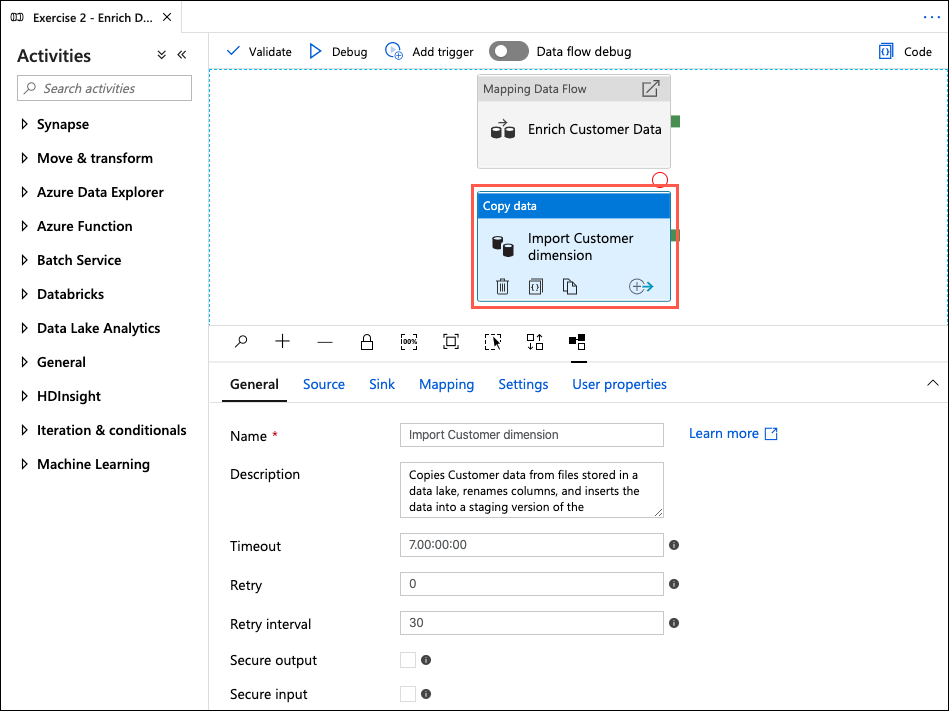 Exercise 2 - Enrich D...
Activities
Search activities
Synapse
Move & transform
Azure Data Explorer
Azure Function
Batch Service
Databricks
Data Lake Analytics
General
HDInsight
Iteration & conditionals
Machine Learning
Validate Debug Add trigger Data flow debug Code
Mapping Data Flow
Enrich Customer Data
Copy data
Import Customer
dimension
100%
General Source Sink Mapping Settings User properties
Name * Import Customer dimension Learn more
Description
Copies Customer data from files stored in a
data lake, renames columns, and inserts the
data into a staging version of the
Timeout 7.00:00:00
Retry 0
Retry interval 30
Secure output
Secure input